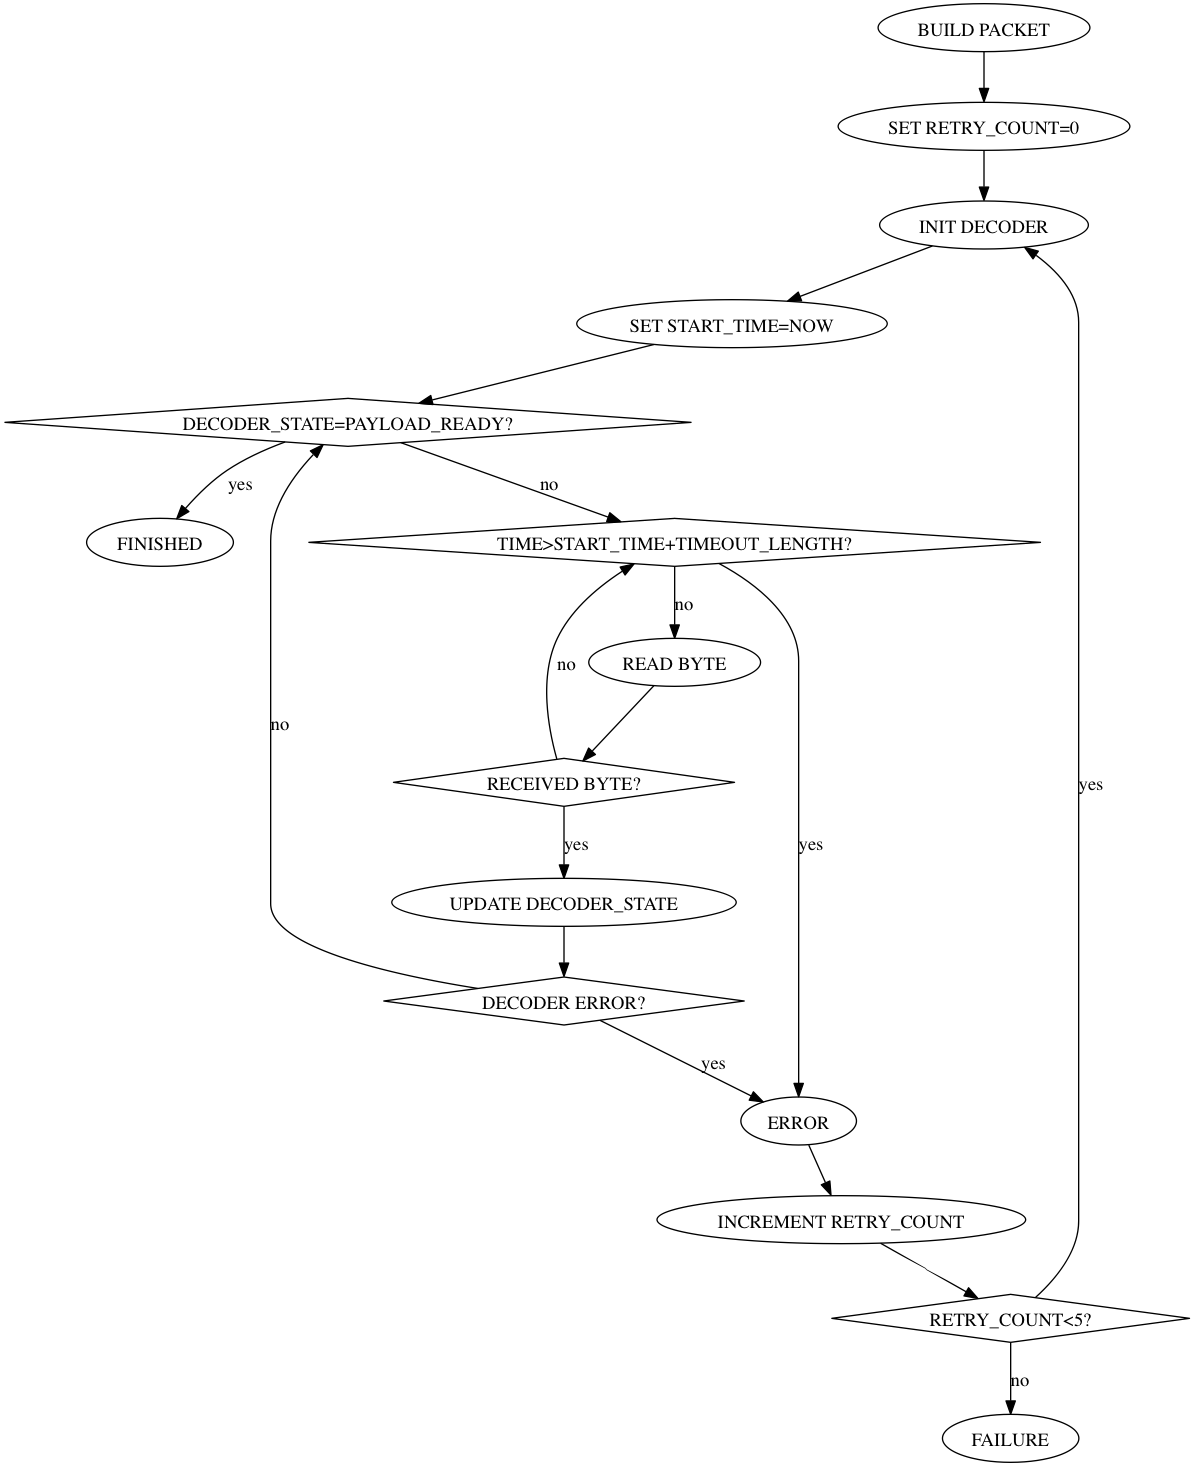 BUILD PACKET
SET RETRY_COUNT=0
INIT DECODER
SET START_TIME=NOW
DECODER_STATE=PAYLOAD_READY?
yes
no
FINISHED
TIME>START_TIME+TIMEOUT_LENGTH?
no
no
READ BYTE
no
RECEIVED BYTE?
yes
yes
yes
UPDATE DECODER_STATE
DECODER ERROR?
yes
ERROR
INCREMENT RETRY_COUNT
RETRY_COUNT<5?
no
FAILURE